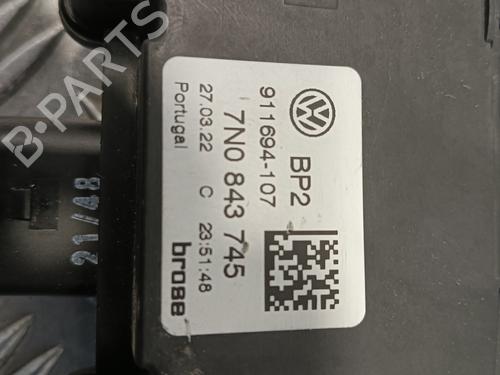 BP2
911694-107
7N0 843 745
27.03.22 C 23:51:48
Portugal
brose
21/48
B-PARTS